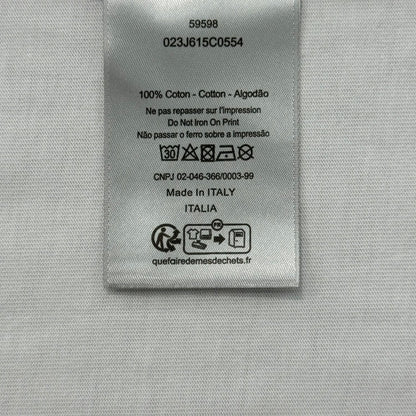 59598
023J615C0554
100% Coton - Cotton - Algodão
Ne pas repasser sur l'impression
Do Not Iron On Print
Não passar o ferro sobre a impressão
30
CNPJ 02-046-366/0003-99
Made In ITALY
ITALIA
FR
quefairedemesdechets.fr